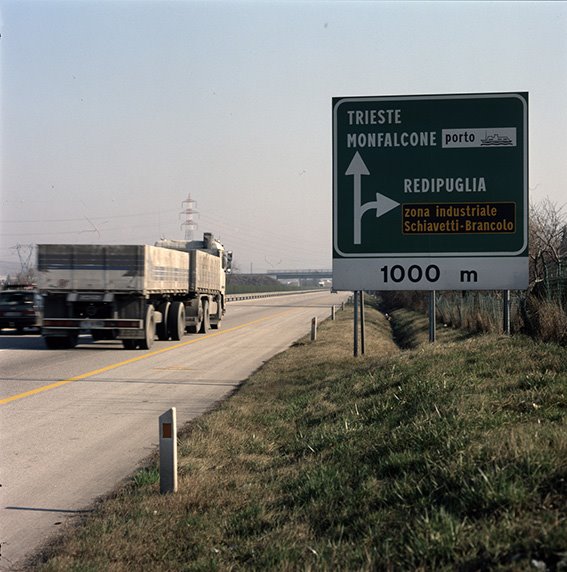 TRIESTE
MONFALCONE porto
REDIPUGLIA
zona industriale
Schiavetti-Brancolo
1000 m